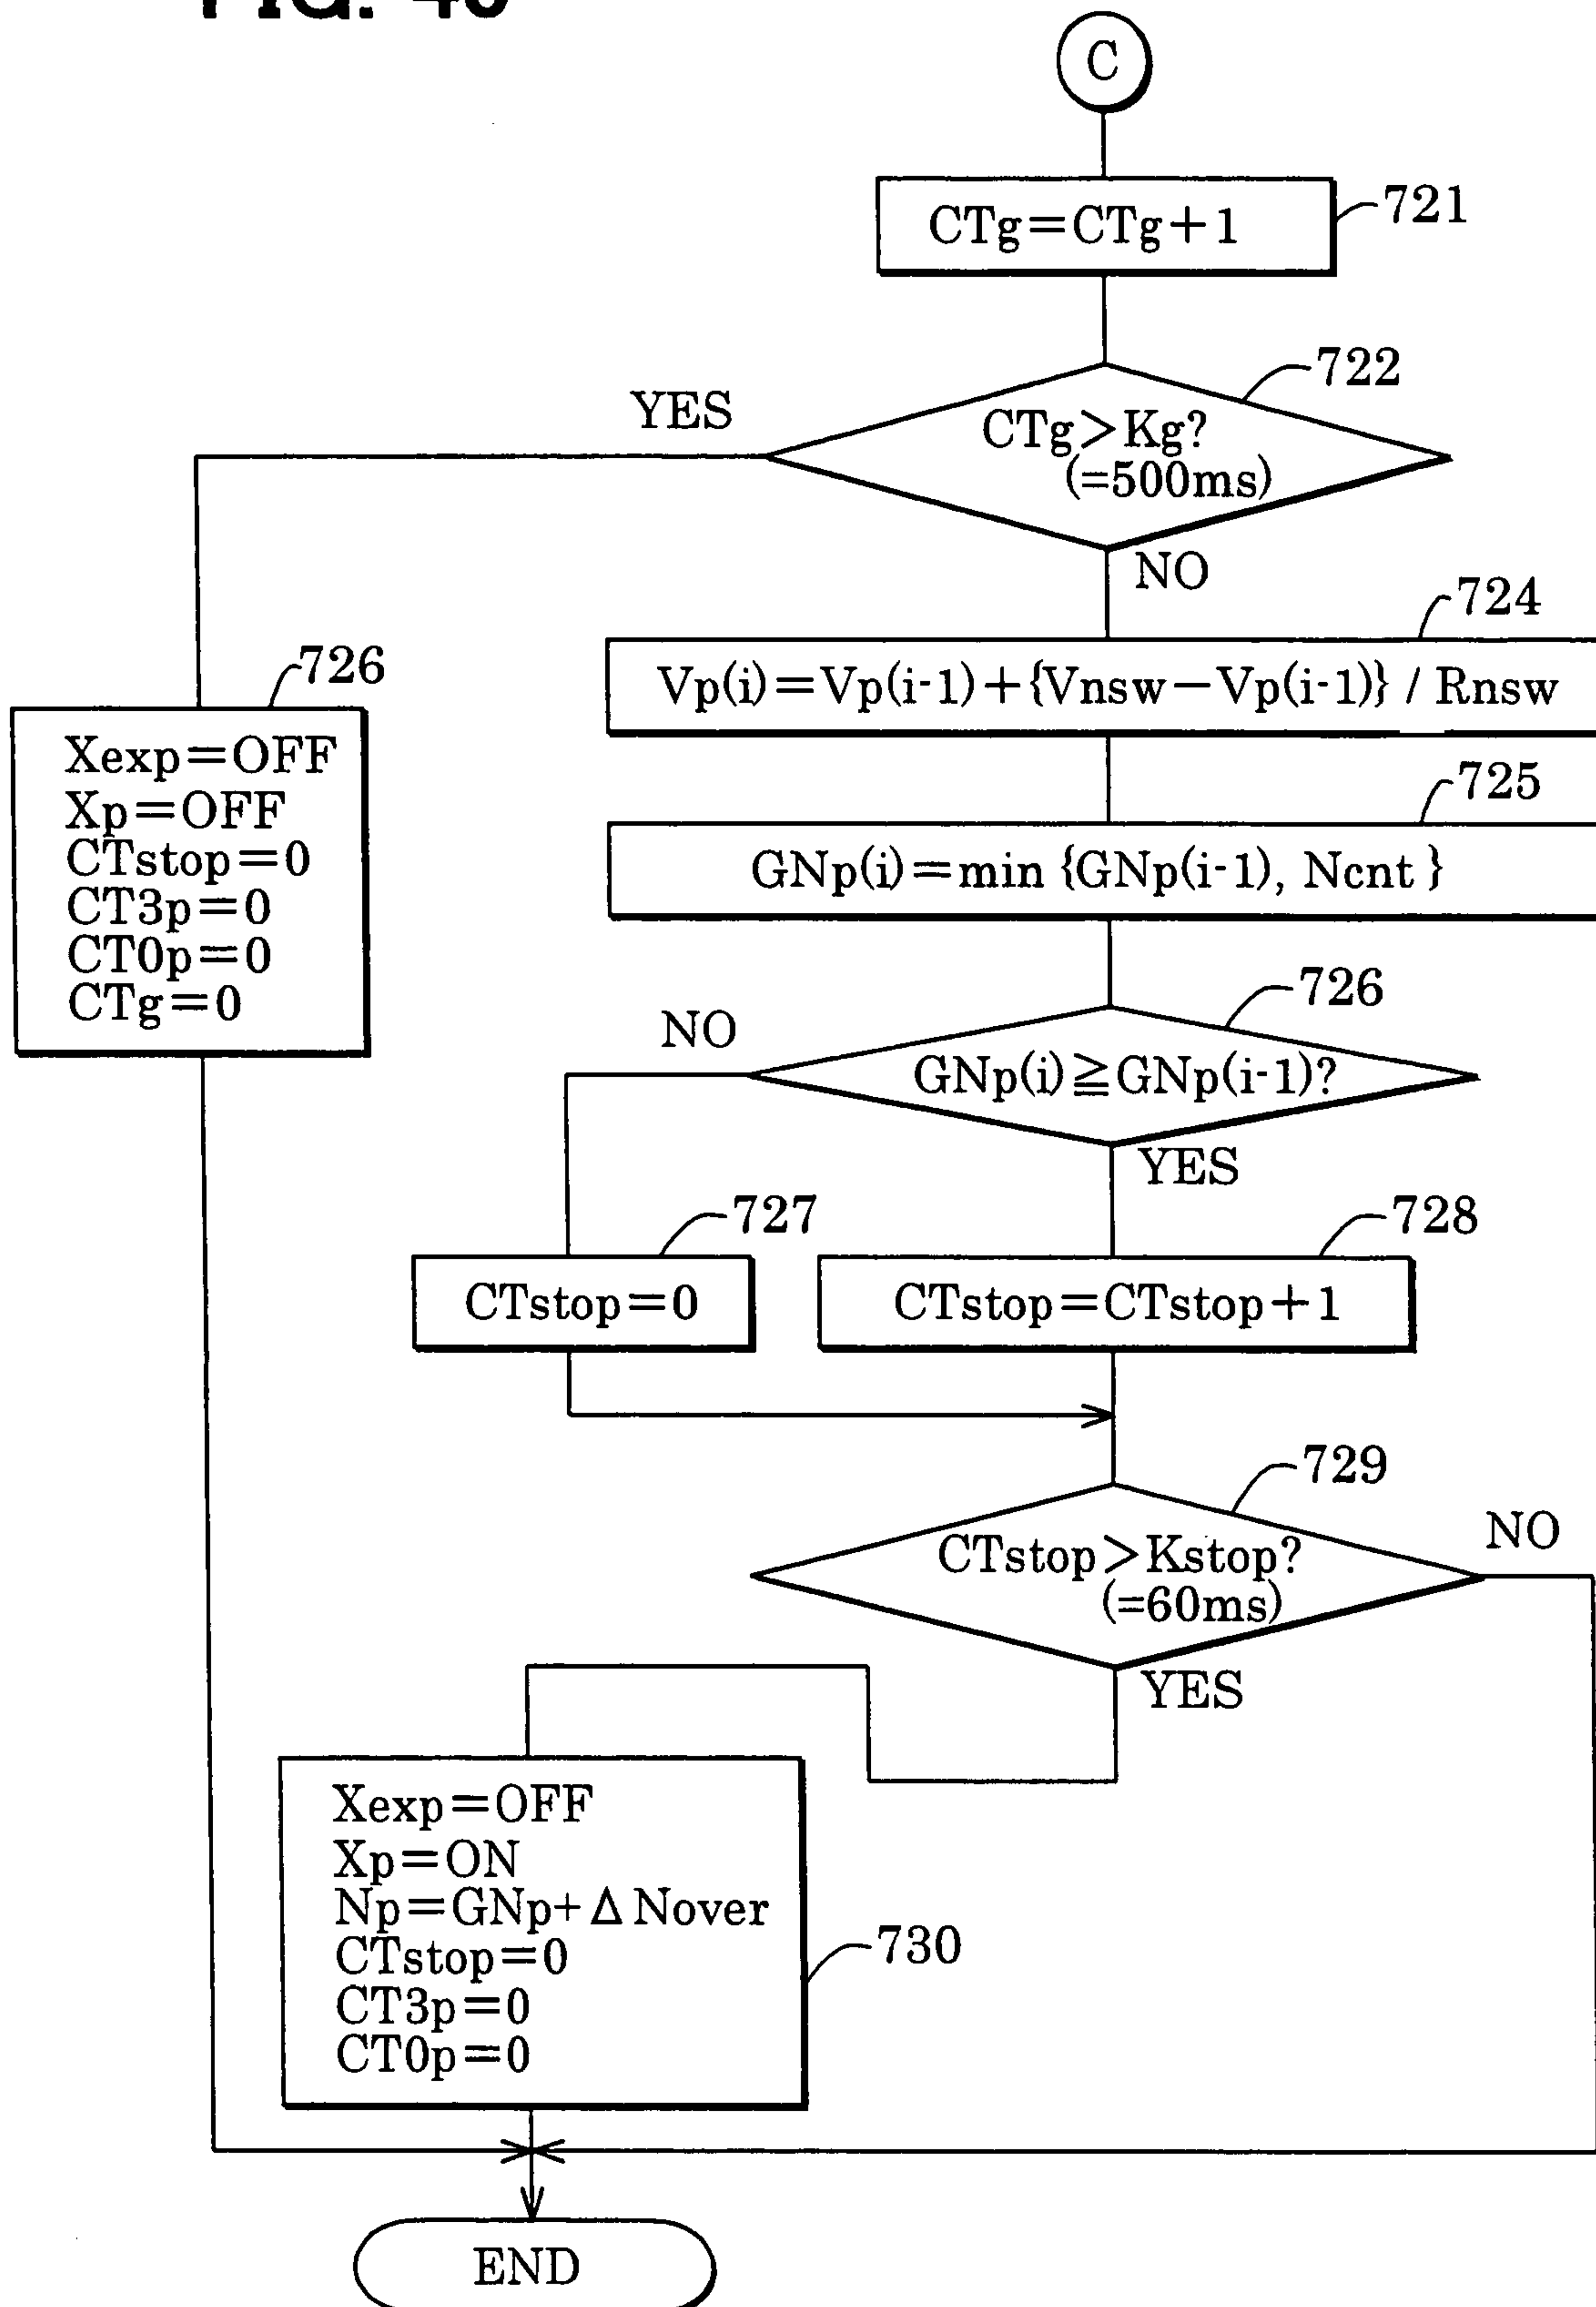 C
721
CTg=CTg+1
722
YES
CTg>Kg?
(=500ms)
NO
724
Vp(i)=Vp(i-1)+{Vnsw-Vp(i-1)} / Rnsw
726
Xexp=OFF
Xp=OFF
CTstop=0
CT3p=0
CT0p=0
CTg=0
725
GNp(i)=min {GNp(i-1), Ncnt }
726
NO
GNp(i)≧GNp(i-1)?
YES
727
728
CTstop=0
CTstop=CTstop+1
729
NO
CTstop>Kstop?
(=60ms)
YES
Xexp=OFF
Xp=ON
Np=GNp+Δ Nover
CTstop=0
CT3p=0
CT0p=0
730
END